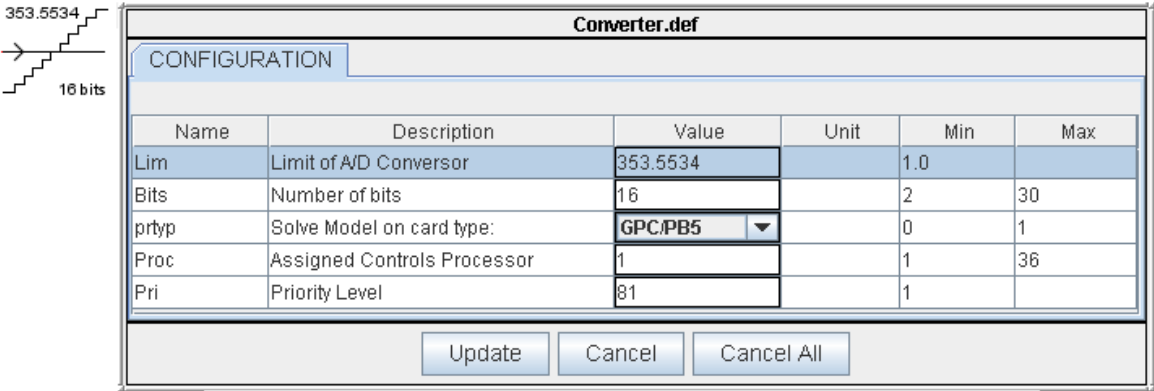 353.5534
16 bits
Converter.def
CONFIGURATION
Name Description Value Unit Min Max
Lim Limit of A/D Conversor 353.5534 1.0
Bits Number of bits 16 2 30
prtyp Solve Model on card type: GPC/PB5 0 1
Proc Assigned Controls Processor 1 1 36
Pri Priority Level 81 1
Update Cancel Cancel All